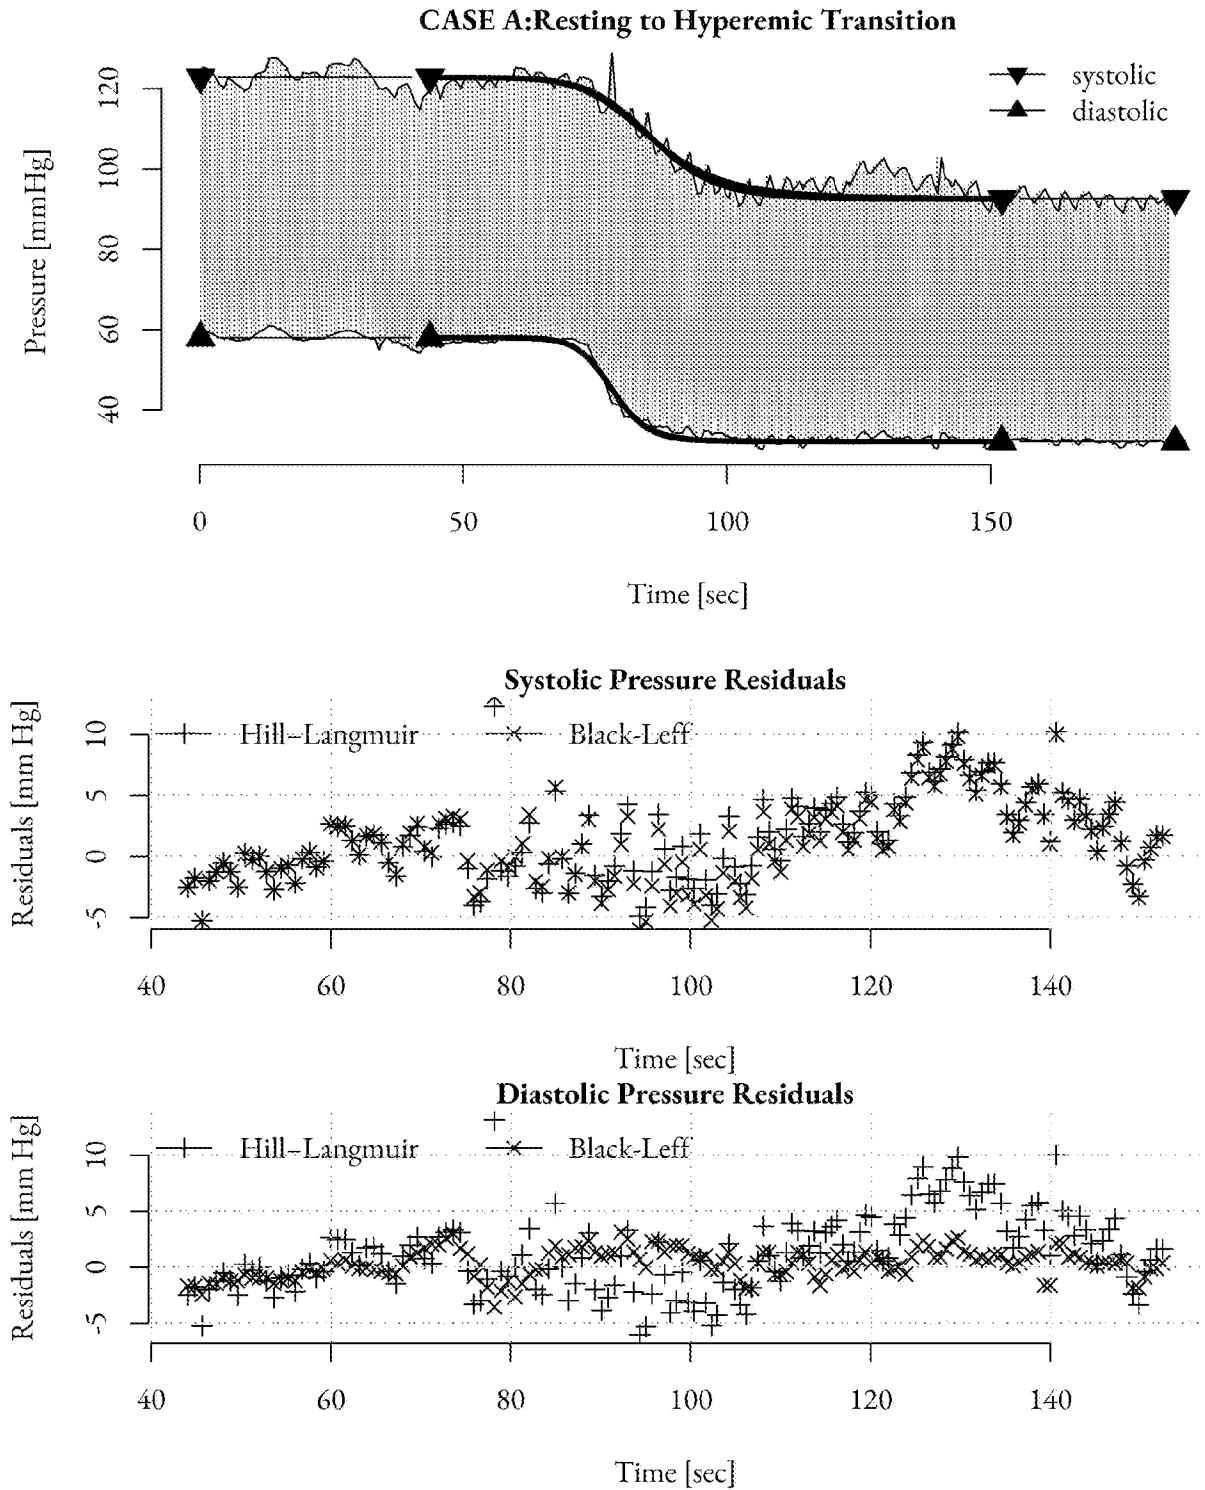 CASE A:Resting to Hyperemic Transition
systolic
diastolic
Pressure [mmHg]
120
100
80
60
40
0 50 100 150
Time [sec]
Systolic Pressure Residuals
Hill–Langmuir Black-Leff
Residuals [mm Hg]
10
5
0
-5
40 60 80 100 120 140
Time [sec]
Diastolic Pressure Residuals
Hill–Langmuir Black-Leff
Residuals [mm Hg]
10
5
0
-5
40 60 80 100 120 140
Time [sec]